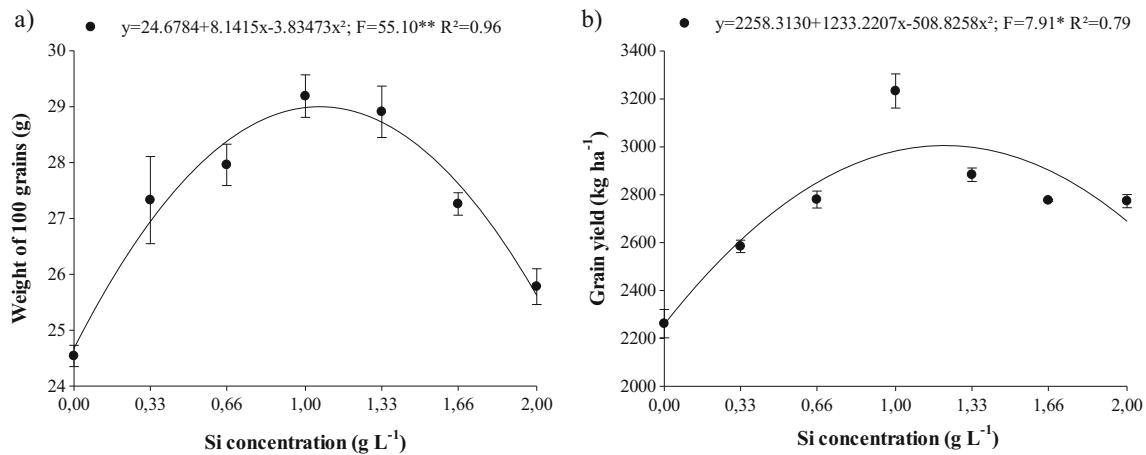 a)
y=24.6784+8.1415x-3.83473x²; F=55.10** R²=0.96
30
29
28
27
26
25
24
Weight of 100 grains (g)
0,00 0,33 0,66 1,00 1,33 1,66 2,00
Si concentration (g L⁻¹)
b)
y=2258.3130+1233.2207x-508.8258x²; F=7.91* R²=0.79
3400
3200
3000
2800
2600
2400
2200
2000
Grain yield (kg ha⁻¹)
0,00 0,33 0,66 1,00 1,33 1,66 2,00
Si concentration (g L⁻¹)